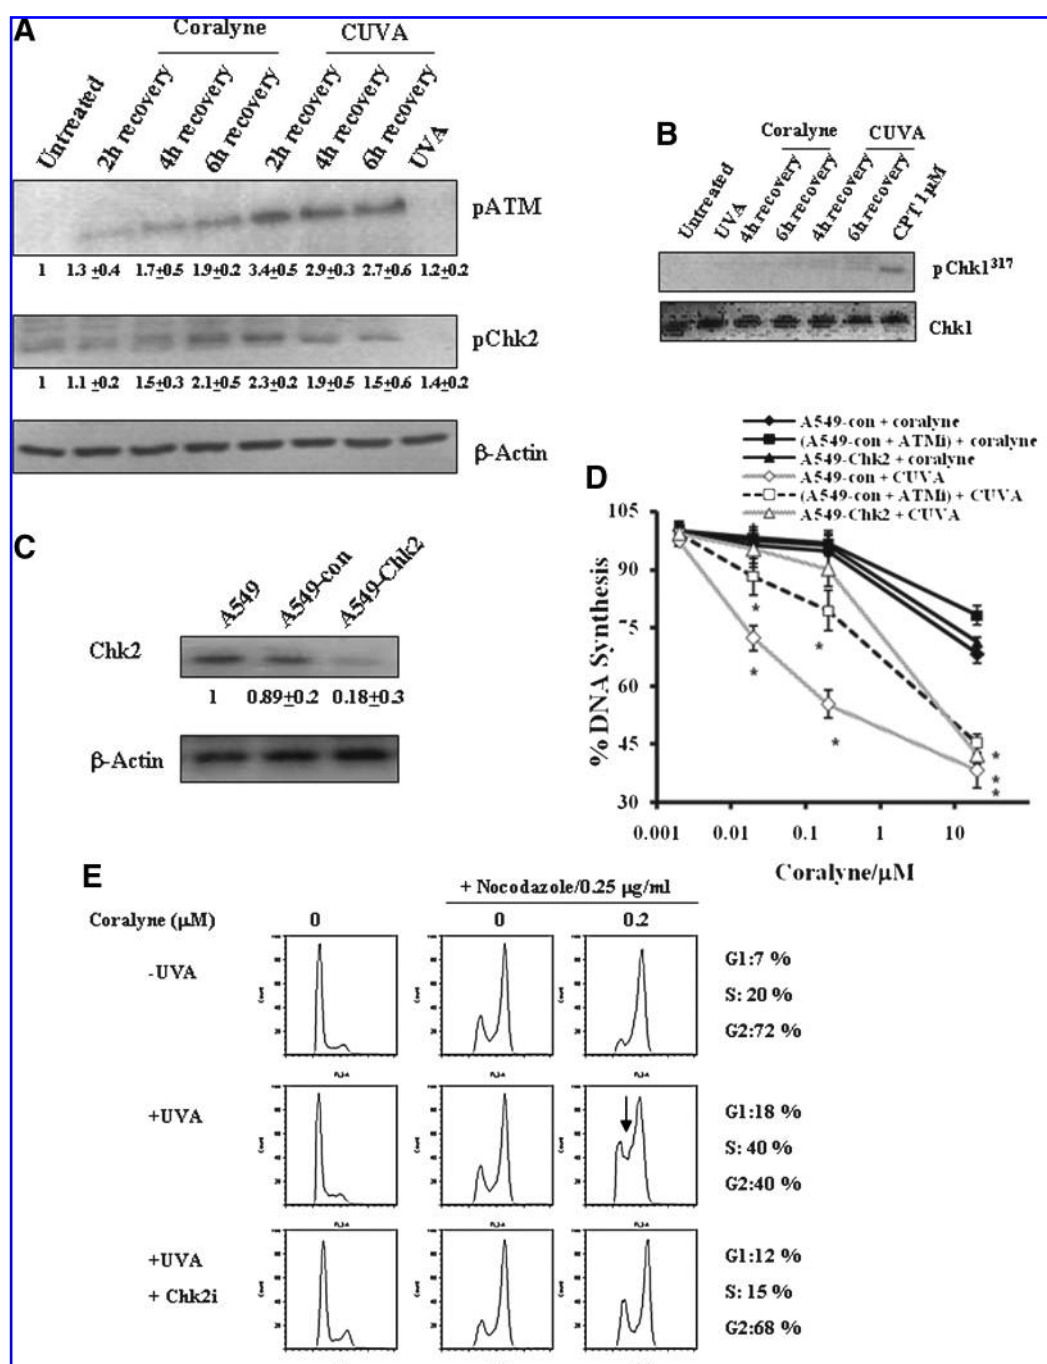 A
Coralyne
CUVA
Untreated
2h recovery
4h recovery
6h recovery
2h recovery
4h recovery
6h recovery
UVA
pATM
1 1.3 ±0.4 1.7±0.5 1.9±0.2 3.4±0.5 2.9±0.3 2.7±0.6 1.2±0.2
pChk2
1 1.1 ±0.2 1.5±0.3 2.1±0.5 2.3±0.2 1.9±0.5 1.5±0.6 1.4±0.2
β-Actin
B
Coralyne
CUVA
Untreated
UVA
4h recovery
6h recovery
4h recovery
6h recovery
CPT 1μM
pChk1317
Chk1
C
A549
A549-con
A549-Chk2
Chk2
1 0.89±0.2 0.18±0.3
β-Actin
D
A549-con + coralyne
(A549-con + ATMi) + coralyne
A549-Chk2 + coralyne
A549-con + CUVA
(A549-con + ATMi) + CUVA
A549-Chk2 + CUVA
% DNA Synthesis
105
90
75
60
45
30
0.001 0.01 0.1 1 10
Coralyne/μM
* * * * * *
*
E
+ Nocodazole/0.25 μg/ml
Coralyne (μM) 0 0 0.2
-UVA
G1:7 %
S: 20 %
G2:72 %
+UVA
G1:18 %
S: 40 %
G2:40 %
+UVA
+ Chk2i
G1:12 %
S: 15 %
G2:68 %